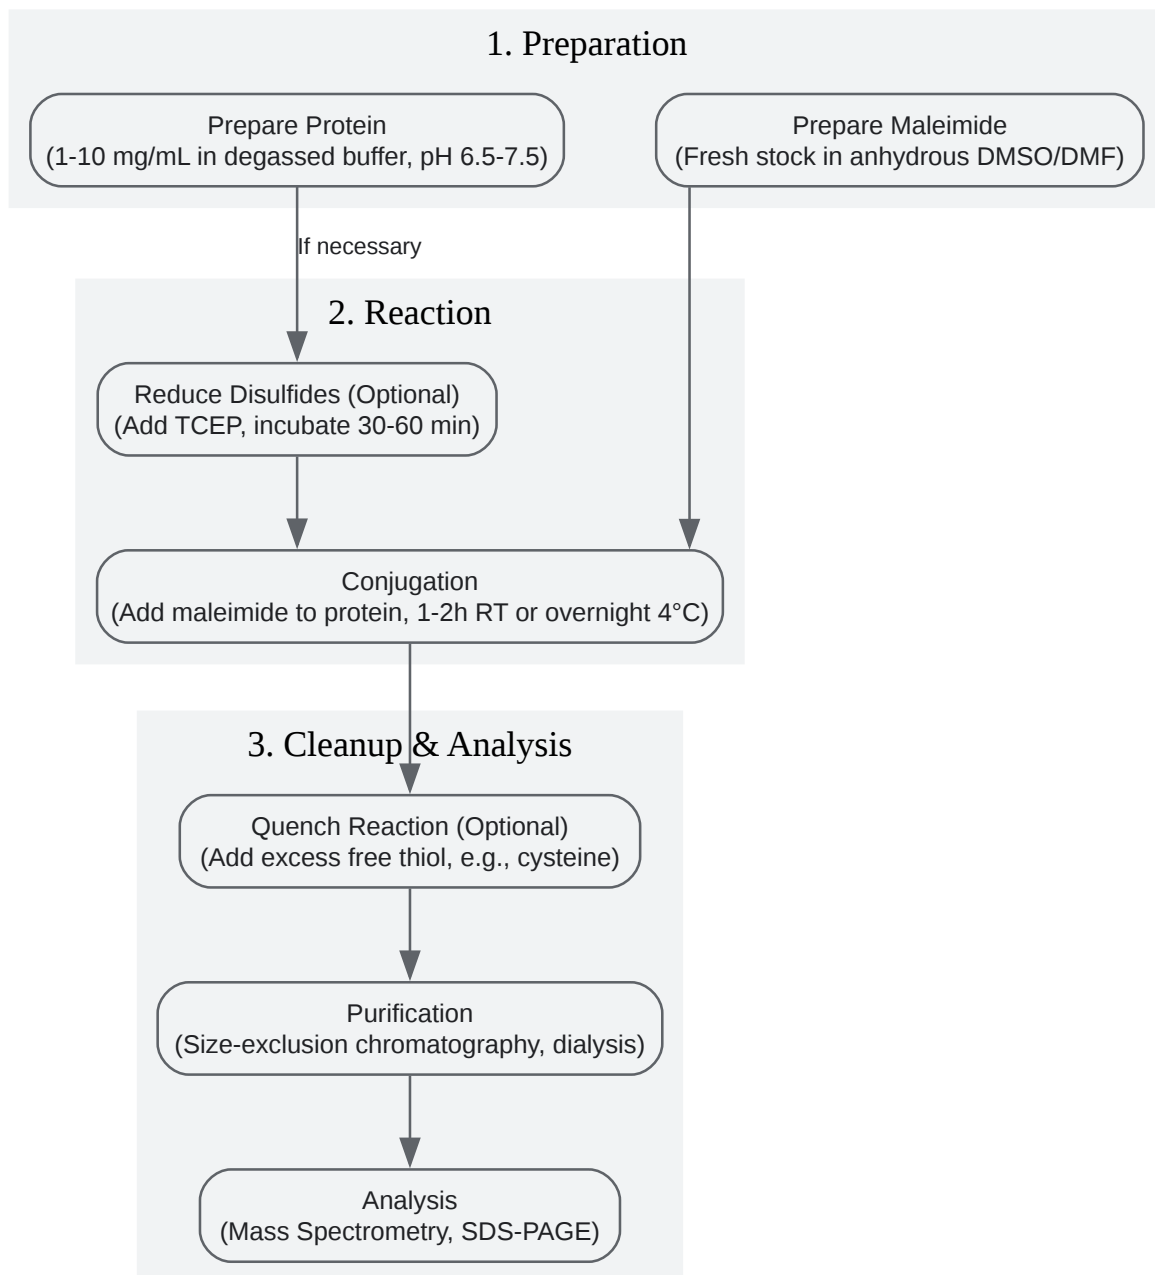 1. Preparation
Prepare Protein
(1-10 mg/mL in degassed buffer, pH 6.5-7.5)
Prepare Maleimide
(Fresh stock in anhydrous DMSO/DMF)
If necessary
2. Reaction
Reduce Disulfides (Optional)
(Add TCEP, incubate 30-60 min)
Conjugation
(Add maleimide to protein, 1-2h RT or overnight 4°C)
3. Cleanup & Analysis
Quench Reaction (Optional)
(Add excess free thiol, e.g., cysteine)
Purification
(Size-exclusion chromatography, dialysis)
Analysis
(Mass Spectrometry, SDS-PAGE)